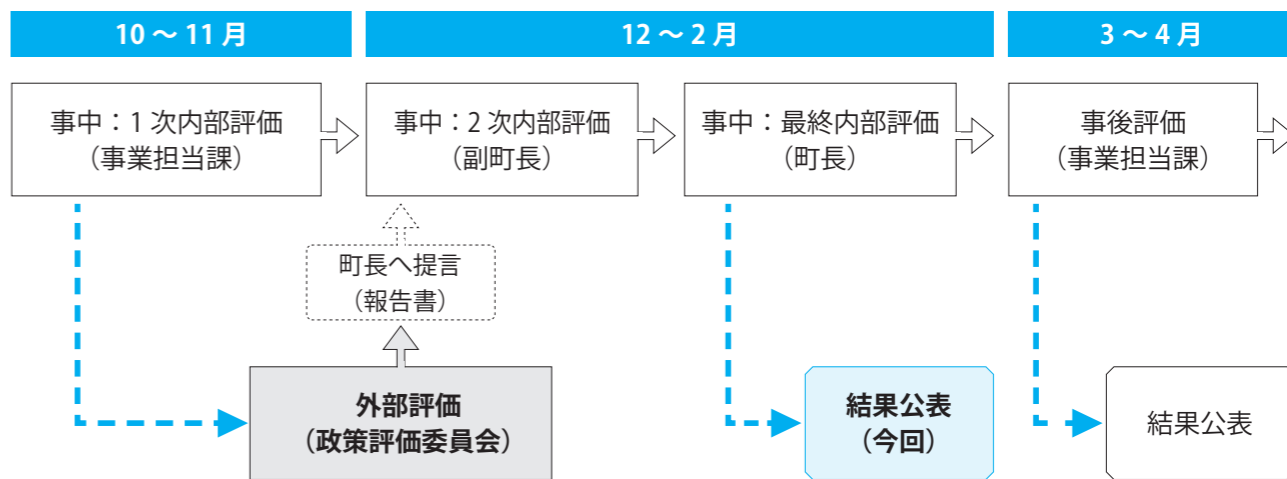 10～11月
12～2月
3～4月
事中：1次内部評価
（事業担当課）
事中：2次内部評価
（副町長）
事中：最終内部評価
（町長）
事後評価
（事業担当課）
町長へ提言
（報告書）
外部評価
（政策評価委員会）
結果公表
（今回）
結果公表